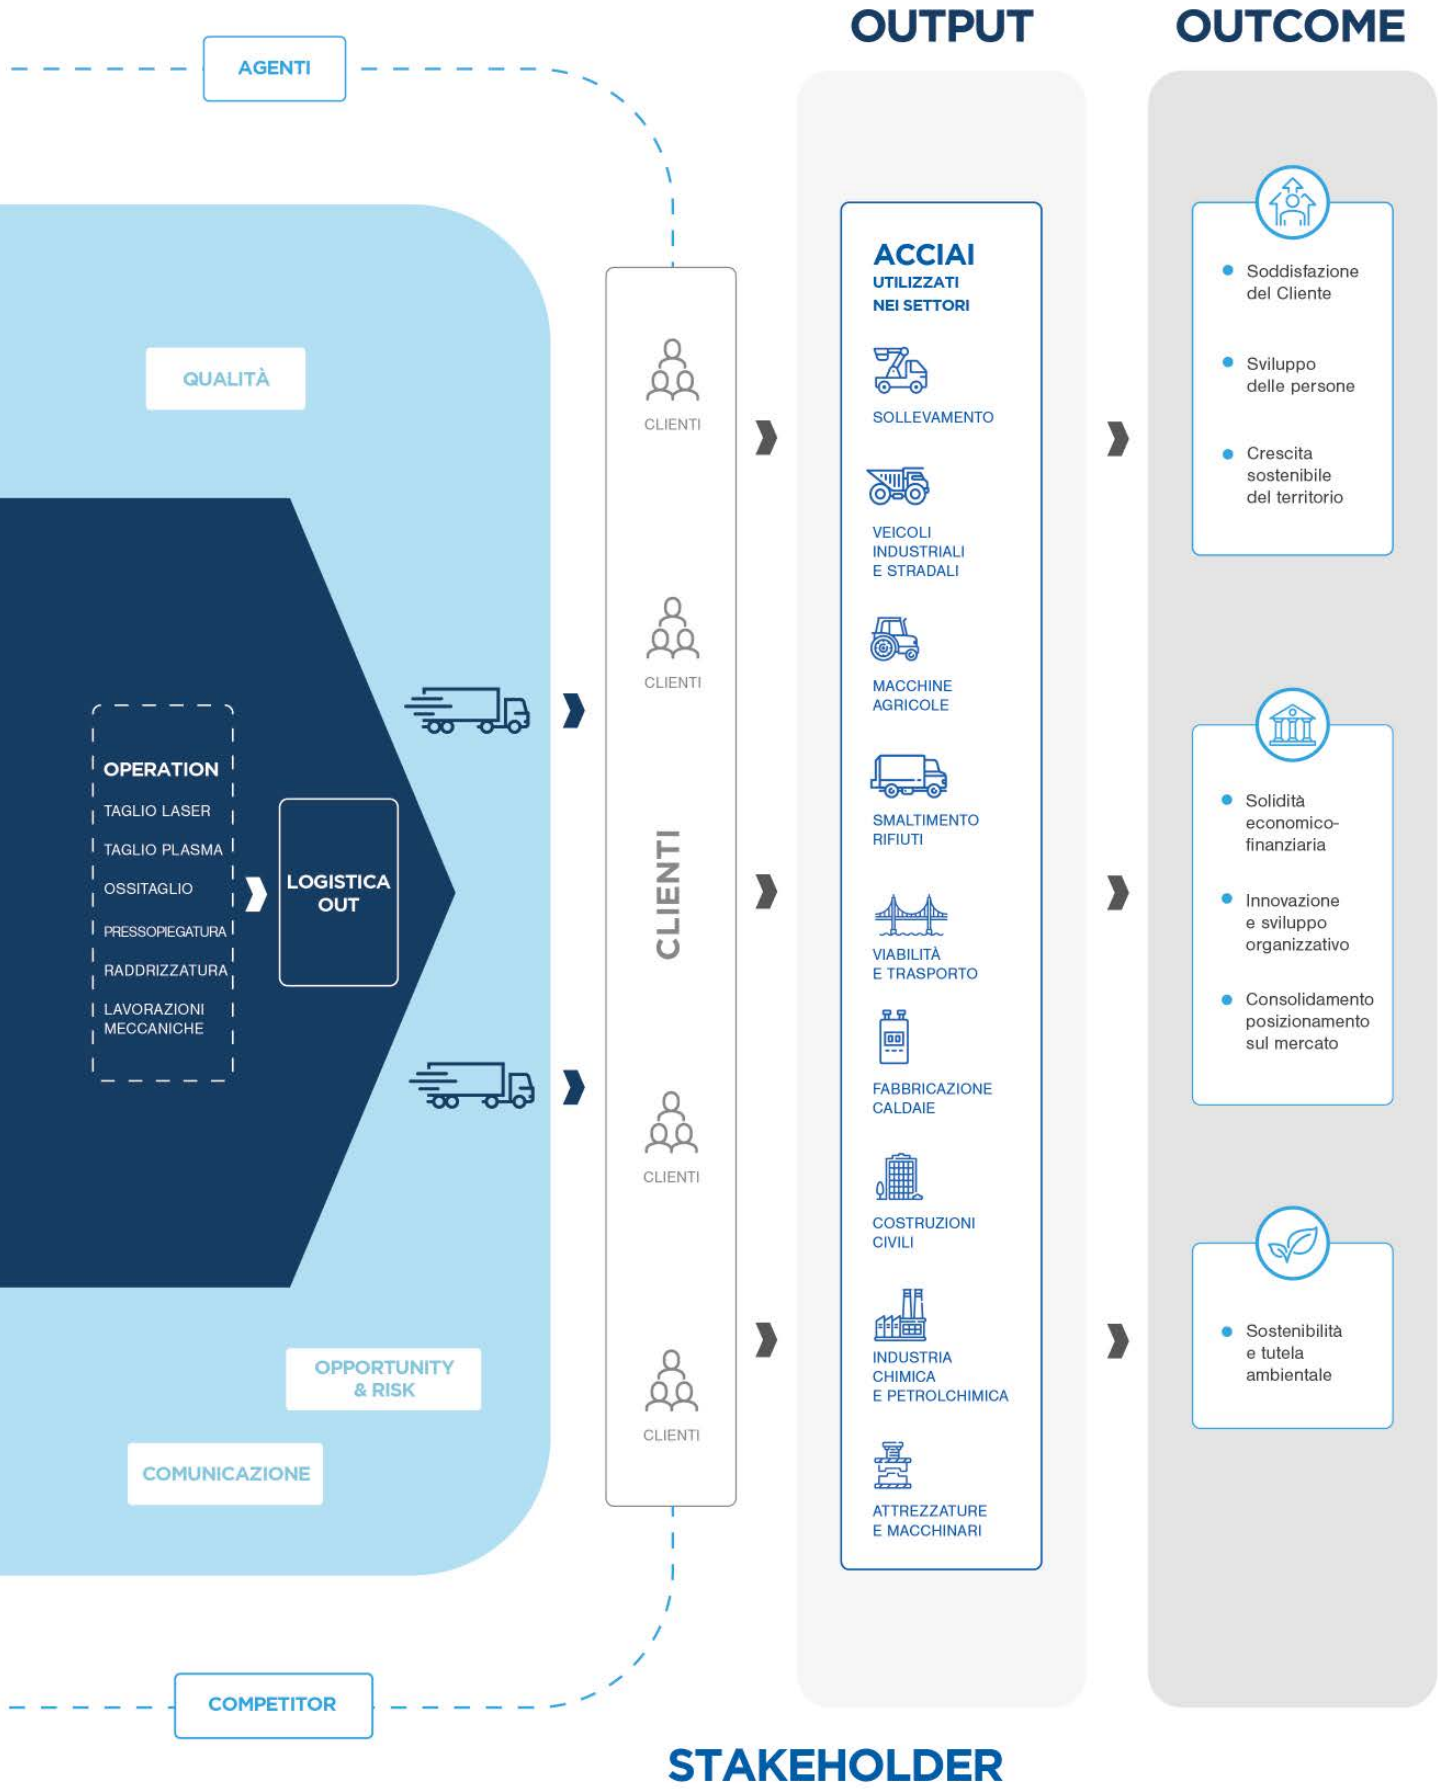 OUTPUT
OUTCOME
AGENTI
QUALITÀ
OPERATION
TAGLIO LASER
TAGLIO PLASMA
OSSITAGLIO
PRESSOPIEGATURA
RADDRIZZATURA
LAVORAZIONI
MECCANICHE
LOGISTICA
OUT
OPPORTUNITY
& RISK
COMUNICAZIONE
COMPETITOR
CLIENTI
CLIENTI
CLIENTI
CLIENTI
CLIENTI
ACCIAI
UTILIZZATI
NEI SETTORI
SOLLEVAMENTO
VEICOLI
INDUSTRIALI
E STRADALI
MACCHINE
AGRICOLE
SMALTIMENTO
RIFIUTI
VIABILITÀ
E TRASPORTO
FABBRICAZIONE
CALDAIE
COSTRUZIONI
CIVILI
INDUSTRIA
CHIMICA
E PETROLCHIMICA
ATTREZZATURE
E MACCHINARI
Soddisfazione
del Cliente
Sviluppo
delle persone
Crescita
sostenibile
del territorio
Solidità
economico-
finanziaria
Innovazione
e sviluppo
organizzativo
Consolidamento
posizionamento
sul mercato
Sostenibilità
e tutela
ambientale
STAKEHOLDER